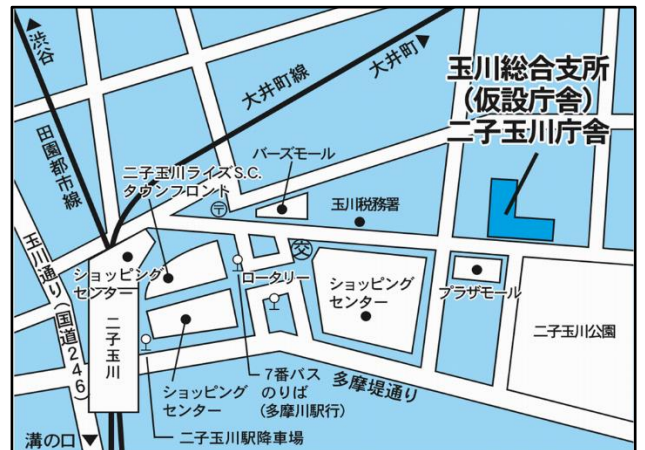 渋谷
田園都市線
大井町線
大井町
玉川総合支所
(仮設庁舎)
二子玉川庁舎
バーズモール
二子玉川ライズS.C.
タウンフロント
〒
玉川税務署
交
玉川通り(国道246)
ショッピング
センター
ロータリー
ショッピング
センター
プラザモール
二子玉川公園
二子玉川
ショッピング
センター
7番バス
のりば
(多摩川駅行)
多摩堤通り
二子玉川駅降車場
溝の口